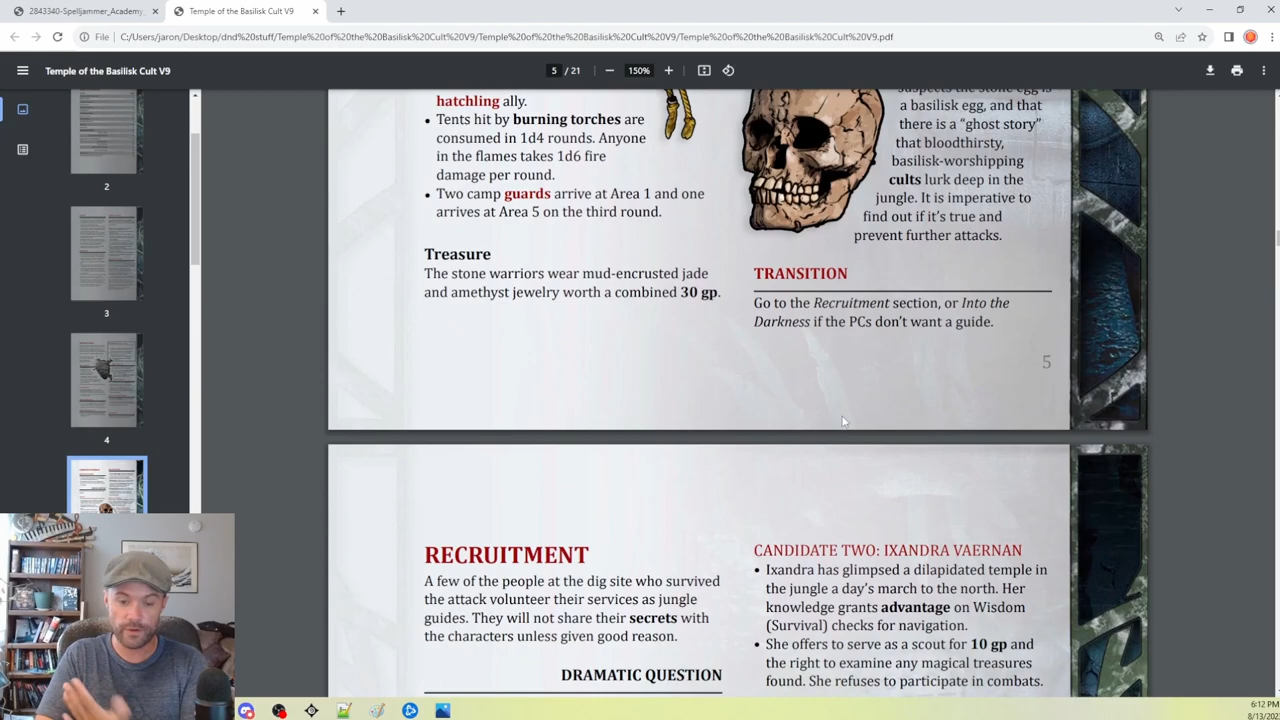 2843340-Spelljammer_Academy_
Temple of the Basilisk Cult V9
File
C:/Users/jaron/Desktop/dnd%20stuff/Temple%20of%20the%20Basilisk%20Cult%20V9/Temple%20of%20the%20Basilisk%20Cult%20V9/Temple%20of%20the%20Basilisk%20Cult%20V9.pdf
Temple of the Basilisk Cult V9
5 / 21
150%
2
3
4
hatchling ally.
• Tents hit by burning torches are
consumed in 1d4 rounds. Anyone
in the flames takes 1d6 fire
damage per round.
• Two camp guards arrive at Area 1 and one
arrives at Area 5 on the third round.
Treasure
The stone warriors wear mud-encrusted jade
and amethyst jewelry worth a combined 30 gp.
suspects the stone egg is
a basilisk egg, and that
there is a “ghost story”
that bloodthirsty,
basilisk-worshipping
cults lurk deep in the
jungle. It is imperative to
find out if it's true and
prevent further attacks.
TRANSITION
Go to the Recruitment section, or Into the
Darkness if the PCs don't want a guide.
5
RECRUITMENT
A few of the people at the dig site who survived
the attack volunteer their services as jungle
guides. They will not share their secrets with
the characters unless given good reason.
DRAMATIC QUESTION
CANDIDATE TWO: IXANDRA VAERNAN
• Ixandra has glimpsed a dilapidated temple in
the jungle a day's march to the north. Her
knowledge grants advantage on Wisdom
(Survival) checks for navigation.
• She offers to serve as a scout for 10 gp and
the right to examine any magical treasures
found. She refuses to participate in combats.
6:12 PM
8/13/202